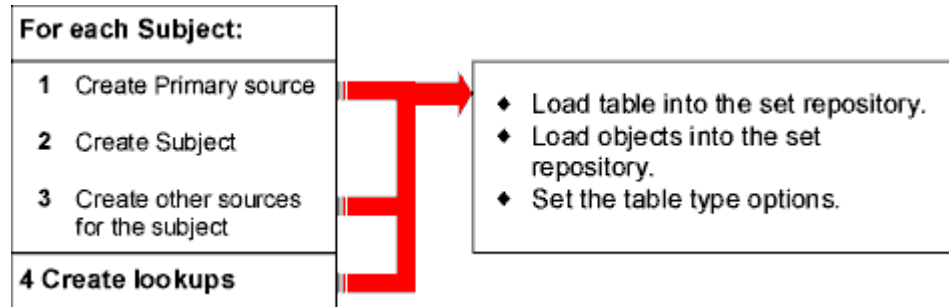 For each Subject:
1 Create Primary source
2 Create Subject
3 Create other sources
for the subject
4 Create lookups
◆ Load table into the set repository.
◆ Load objects into the set
repository.
◆ Set the table type options.